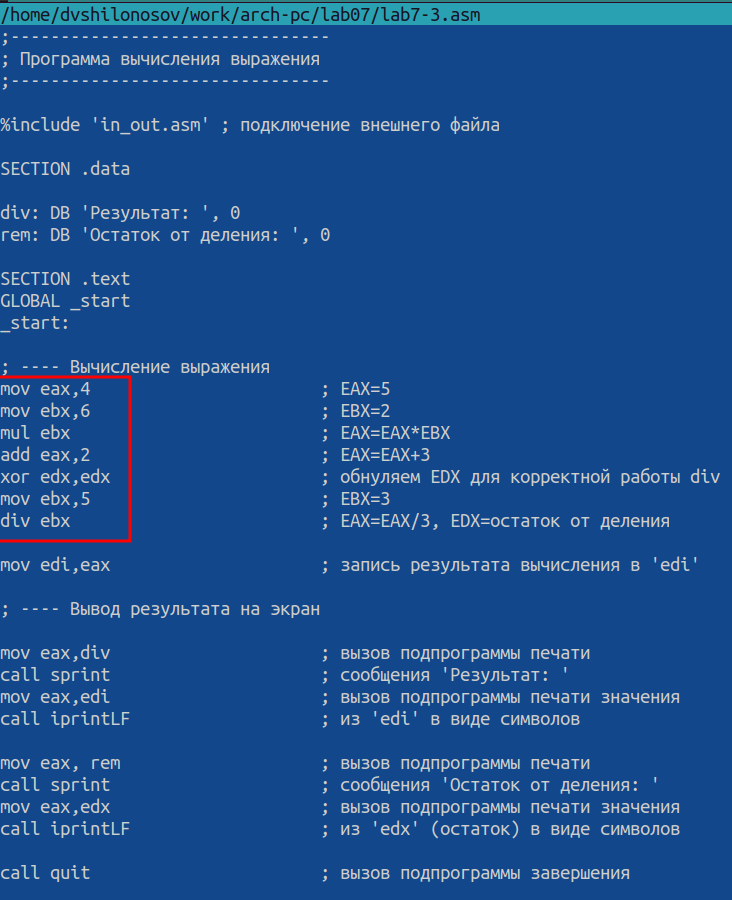 /home/dvshilonosov/work/arch-pc/lab07/lab7-3.asm
;--------------------------------
; Программа вычисления выражения
;--------------------------------
%include 'in_out.asm' ; подключение внешнего файла
SECTION .data
div: DB 'Результат: ', 0
rem: DB 'Остаток от деления: ', 0
SECTION .text
GLOBAL _start
_start:
; ---- Вычисление выражения
mov eax,4 ; EAX=5
mov ebx,6 ; EBX=2
mul ebx ; EAX=EAX*EBX
add eax,2 ; EAX=EAX+3
xor edx,edx ; обнуляем EDX для корректной работы div
mov ebx,5 ; EBX=3
div ebx ; EAX=EAX/3, EDX=остаток от деления
mov edi,eax ; запись результата вычисления в 'edi'
; ---- Вывод результата на экран
mov eax,div ; вызов подпрограммы печати
call sprint ; сообщения 'Результат: '
mov eax,edi ; вызов подпрограммы печати значения
call iprintLF ; из 'edi' в виде символов
mov eax, rem ; вызов подпрограммы печати
call sprint ; сообщения 'Остаток от деления: '
mov eax,edx ; вызов подпрограммы печати значения
call iprintLF ; из 'edx' (остаток) в виде символов
call quit ; вызов подпрограммы завершения